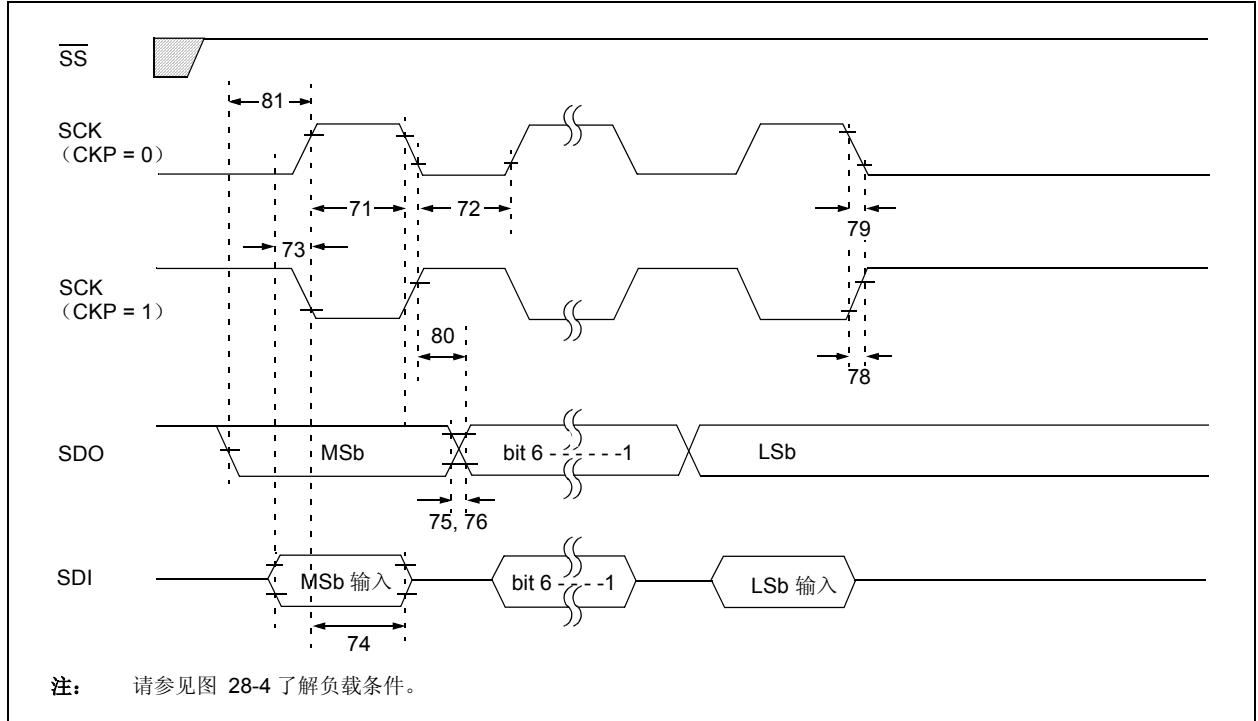 SS
81
SCK
（CKP = 0）
71
72
79
73
SCK
（CKP = 1）
80
78
SDO
MSb
bit 6 - - - - - - -1
LSb
75, 76
SDI
MSb 输入
bit 6 - - - - -1
LSb 输入
74
注： 请参见图 28-4 了解负载条件。